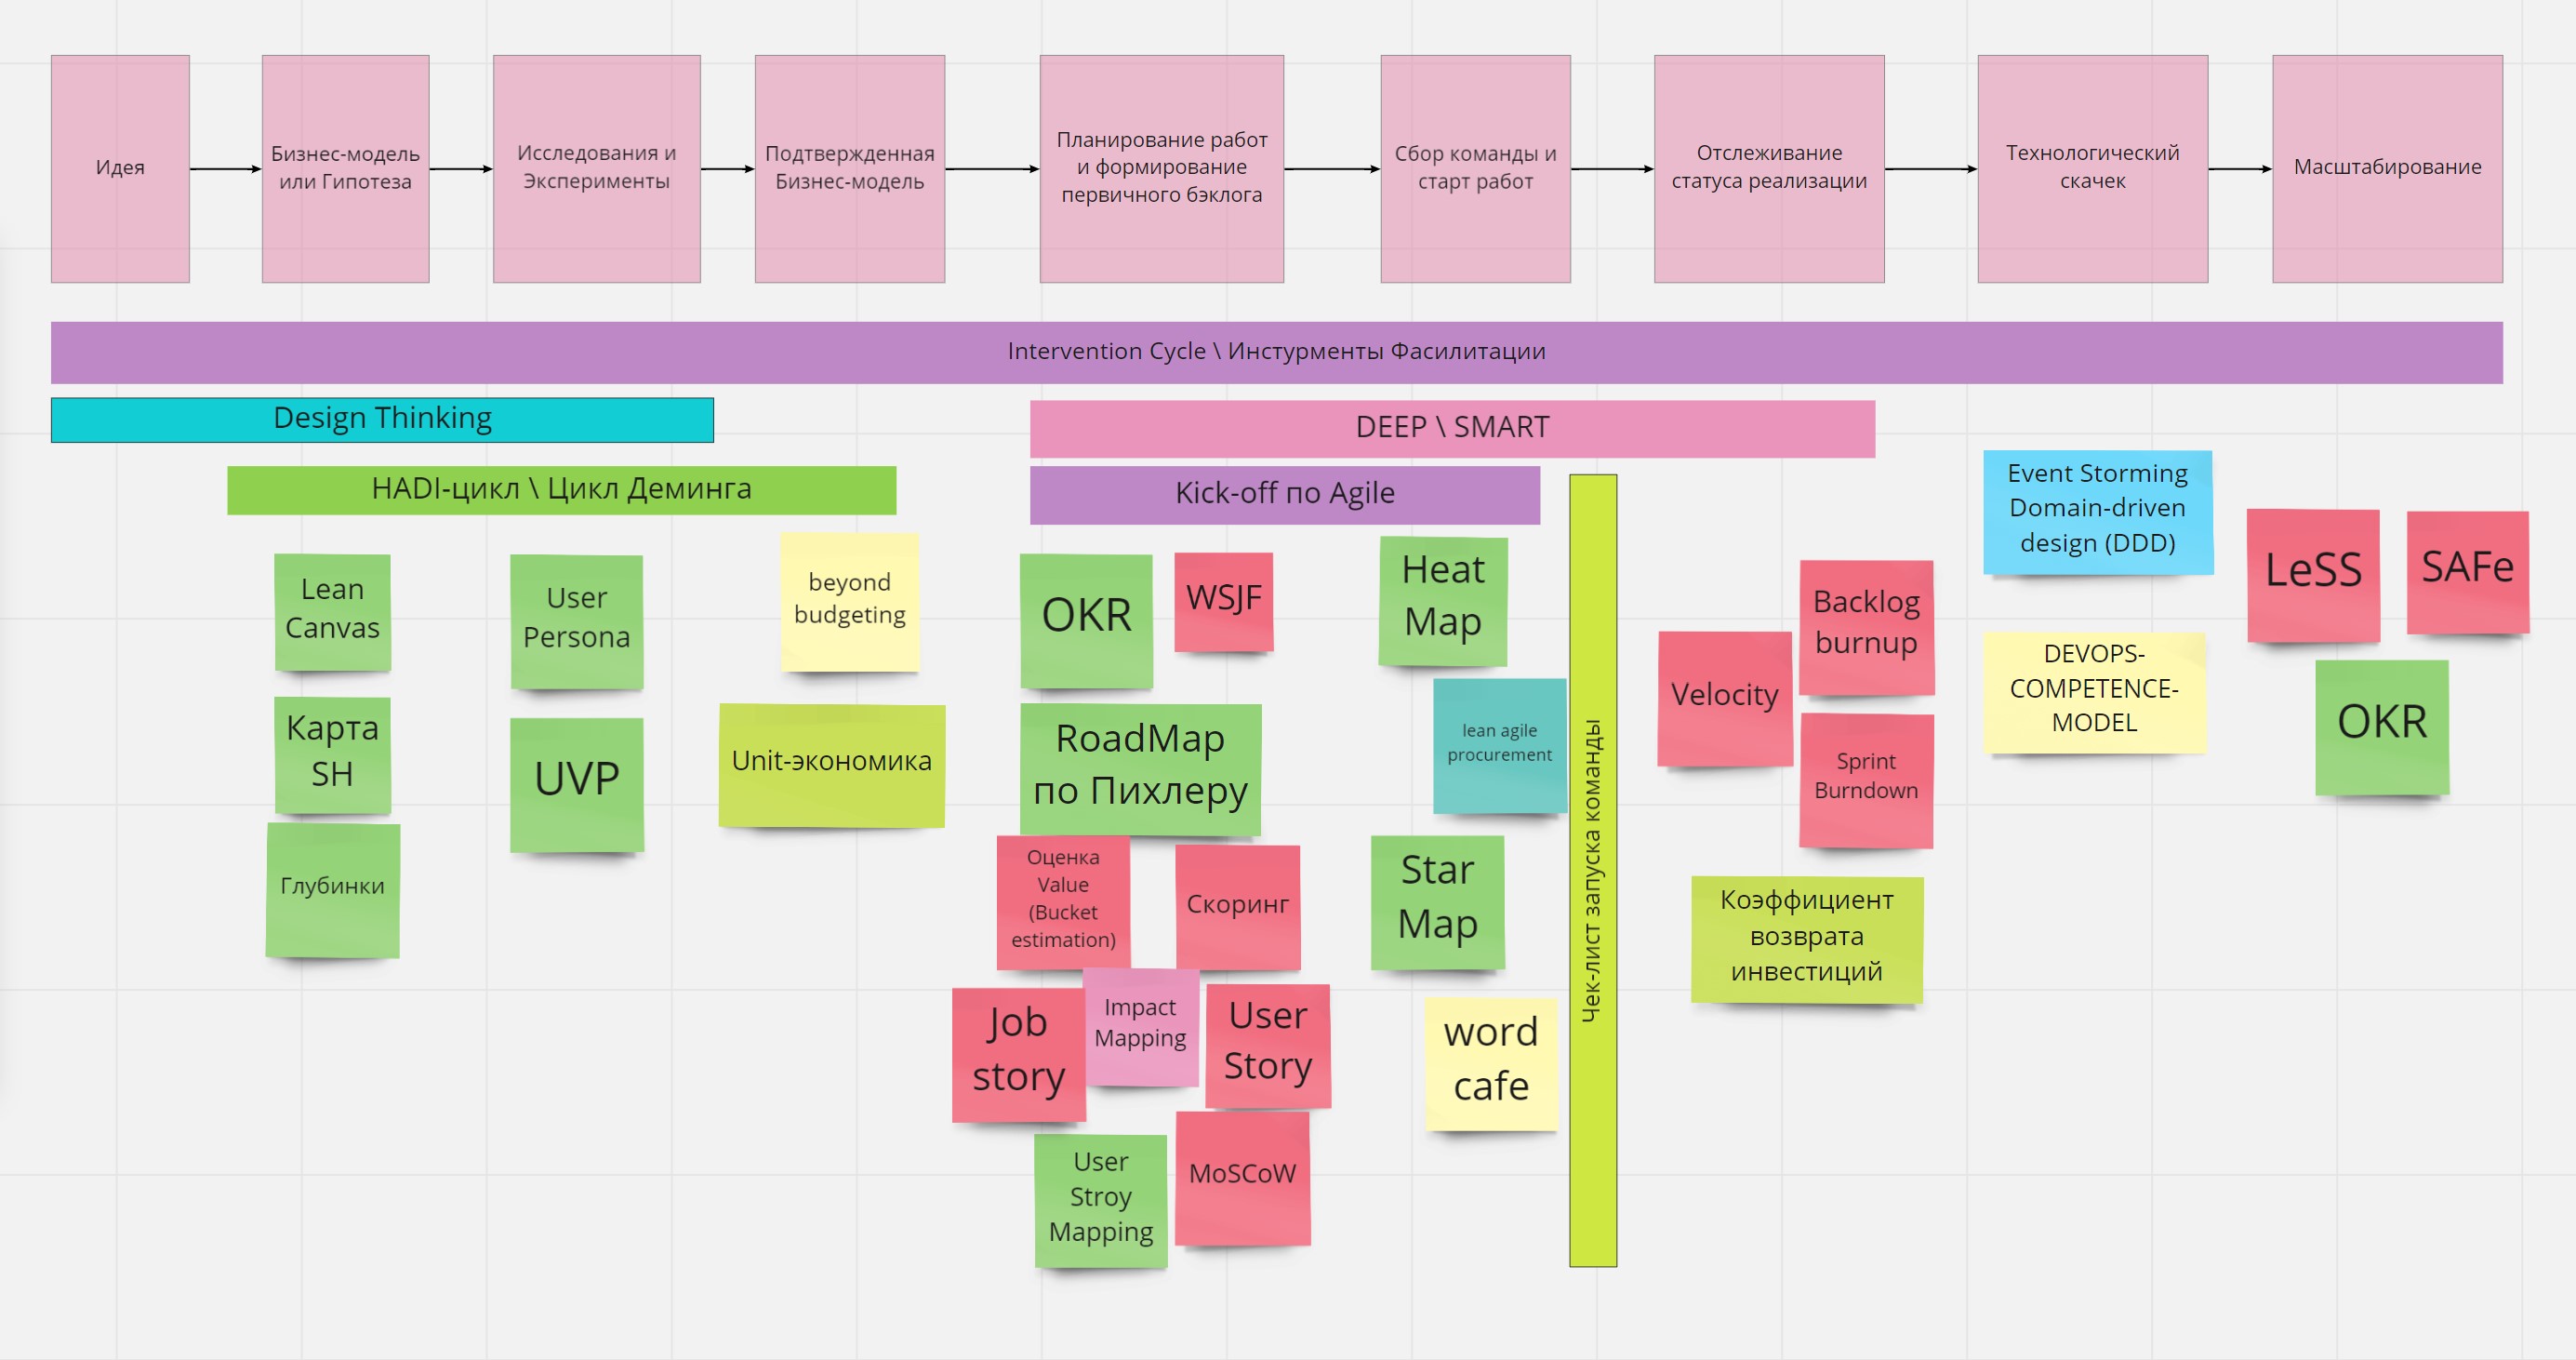 Идея
Бизнес-модель
или Гипотеза
Исследования и
Эксперименты
Подтвержденная
Бизнес-модель
Планирование работ
и формирование
первичного бэклога
Сбор команды и
старт работ
Отслеживание
статуса реализации
Технологический
скачек
Масштабирование
Intervention Cycle \ Инстурменты Фасилитации
Design Thinking
DEEP \ SMART
HADI-цикл \ Цикл Деминга
Kick-off по Agile
Lean
Canvas
Карта
SH
Глубинки
User
Persona
UVP
beyond
budgeting
Unit-экономика
OKR
WSJF
RoadMap
по Пихлеру
Оценка
Value
(Bucket
estimation)
Скоринг
Job
story
Impact
Mapping
User
Story
User
Stroy
Mapping
MoSCoW
Heat
Map
lean agile
procurement
Star
Map
word
cafe
Чек-лист запуска команды
Velocity
Backlog
burnup
Sprint
Burndown
Коэффициент
возврата
инвестиций
Event Storming
Domain-driven
design (DDD)
DEVOPS-
COMPETENCE-
MODEL
LeSS
SAFe
OKR